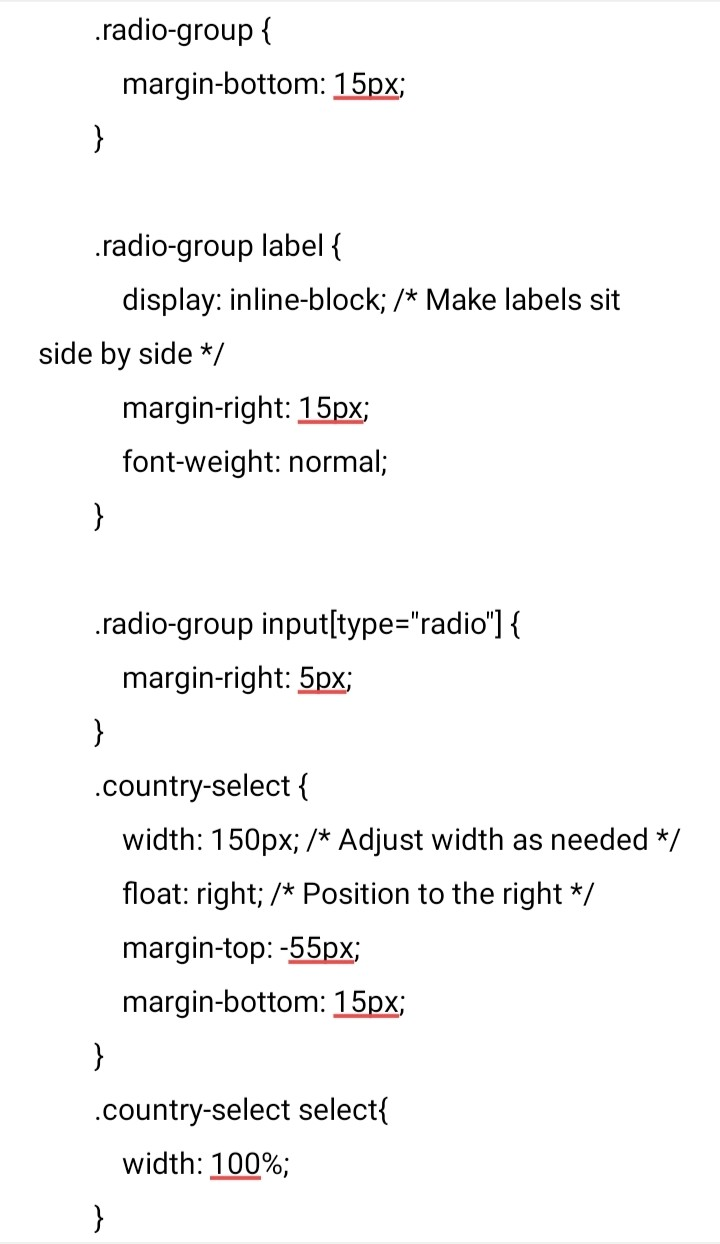 .radio-group {
margin-bottom: 15px;
}
.radio-group label {
display: inline-block; /* Make labels sit
side by side */
margin-right: 15px;
font-weight: normal;
}
.radio-group input[type="radio"] {
margin-right: 5px;
}
.country-select {
width: 150px; /* Adjust width as needed */
float: right; /* Position to the right */
margin-top: -55px;
margin-bottom: 15px;
}
.country-select select{
width: 100%;
}